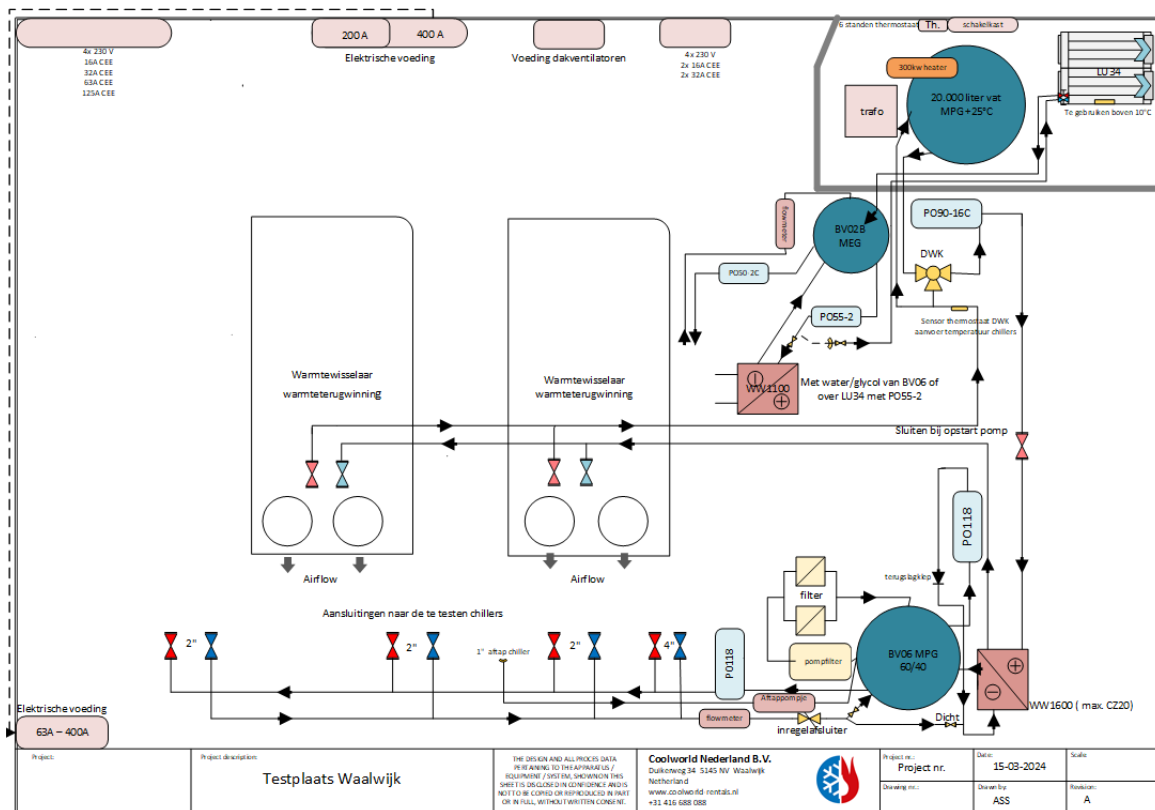 200 A
400 A
4x 230 V
16A CEE
32A CEE
63A CEE
125A CEE
Elektrische voeding
Voeding dakventilatoren
4x 230 V
2x 16A CEE
2x 32A CEE
6 standen thermostaat
Th.
schakelkast
300kw heater
LU 34
trafo
20.000 liter vat
MPG +25°C
Te gebruiken boven 10°C
flowmeter
BV02B
MEG
PO90-16C
DWK
PO50-2C
PO55-2
Sensor thermostaat DWK
aanvoer temperatuur chillers
Warmtewisselaar
warmteterugwinning
Warmtewisselaar
warmteterugwinning
WW1100
Met water/glycol van BV06 of
over LU34 met PO55-2
Sluiten bij opstart pomp
PO118
Airflow
Airflow
terugslagklep
filter
Aansluitingen naar de te testen chillers
2"
2"
1" aftap chiller
2"
4"
PO118
pompfilter
BV06 MPG
60/40
Aftappompje
WW1600 ( max. CZ20)
Elektrische voeding
63A – 400A
flowmeter
inregelafsluiter
Dicht
Project:
Project description:
Testplaats Waalwijk
THE DESIGN AND ALL PROCES DATA
PERTAINING TO THE APPARATUS /
EQUIPMENT / SYSTEM, SHOWN ON THIS
SHEET IS DISCLOSED IN CONFIDENCE AND IS
NOT TO BE COPIED OR REPRODUCED IN PART
OR IN FULL, WITHOUT WRITTEN CONSENT.
Coolworld Nederland B.V.
Duikerweg 34 5145 NV Waalwijk
Netherland
www.coolworld-rentals.nl
+31 416 688 088
Project nr.:
Project nr.
Date:
15-03-2024
Scale:
Drawing nr.:
Drawn by:
ASS
Revision:
A